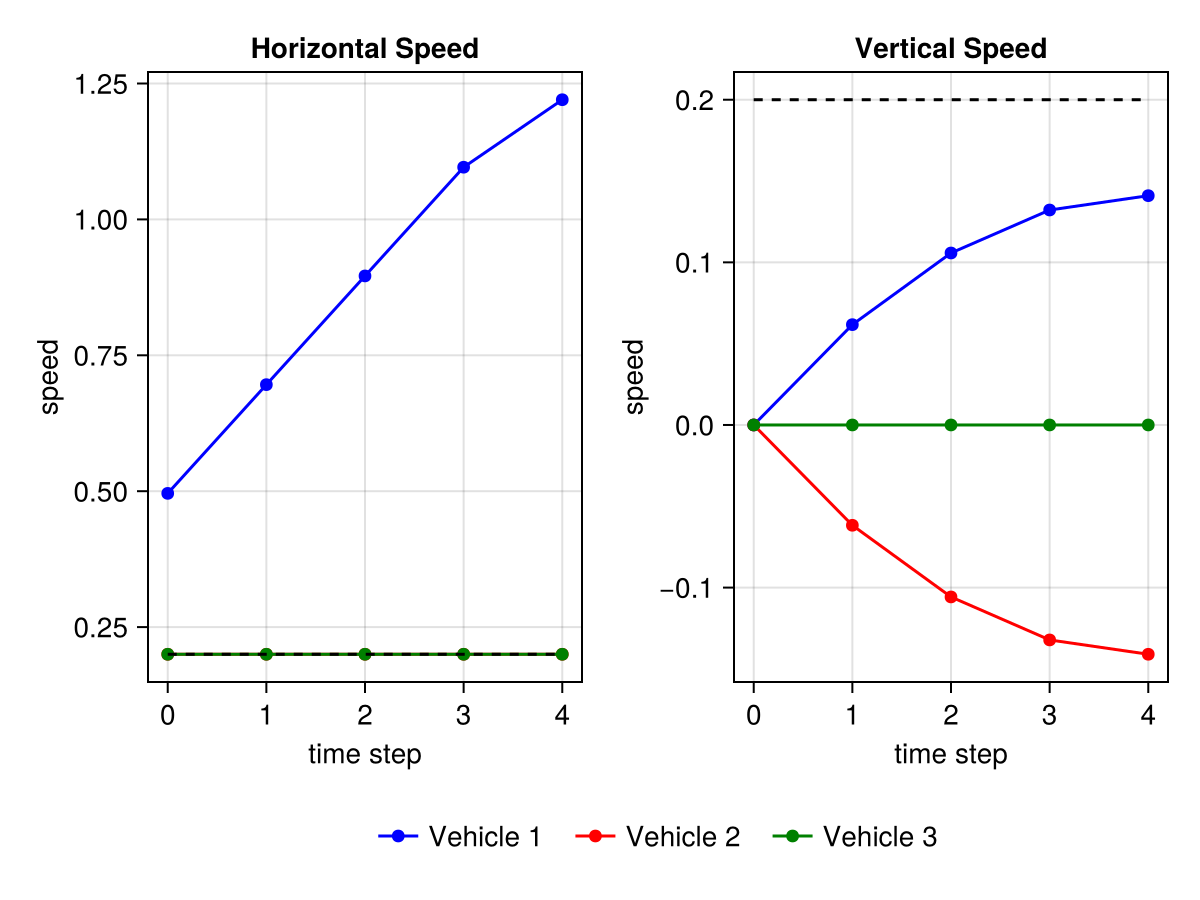 Horizontal Speed
1.25
1.00
0.75
0.50
0.25
speed
0 1 2 3 4
time step
Vertical Speed
0.2
0.1
0.0
−0.1
speed
0 1 2 3 4
time step
Vehicle 1 Vehicle 2 Vehicle 3